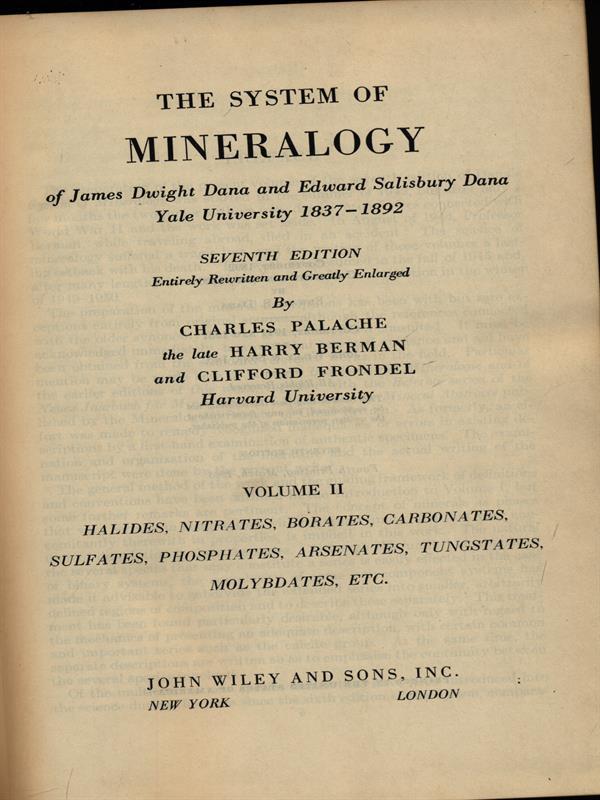 THE SYSTEM OF
MINERALOGY
of James Dwight Dana and Edward Salisbury Dana
Yale University 1837–1892
SEVENTH EDITION
Entirely Rewritten and Greatly Enlarged
By
CHARLES PALACHE
the late HARRY BERMAN
and CLIFFORD FRONDEL
Harvard University
VOLUME II
HALIDES, NITRATES, BORATES, CARBONATES,
SULFATES, PHOSPHATES, ARSENATES, TUNGSTATES,
MOLYBDATES, ETC.
JOHN WILEY AND SONS, INC.
NEW YORK LONDON